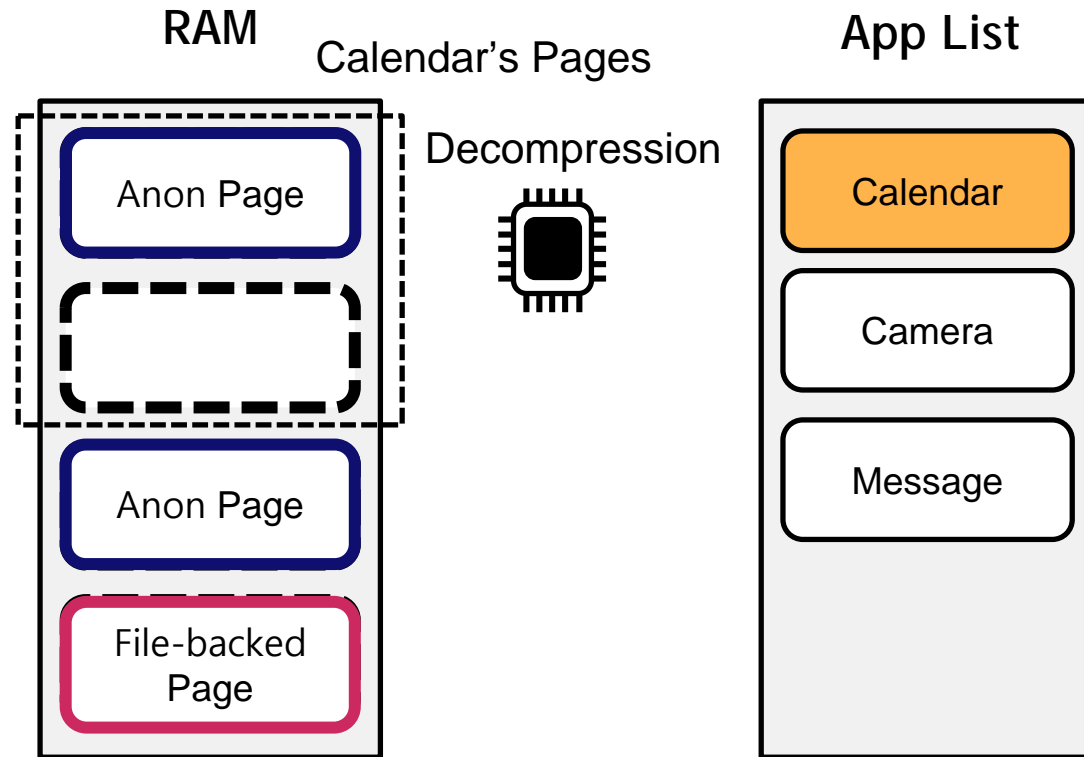 RAM
Calendar’s Pages
App List
Anon Page
Decompression
Calendar
Camera
Anon Page
Message
File-backed
Page